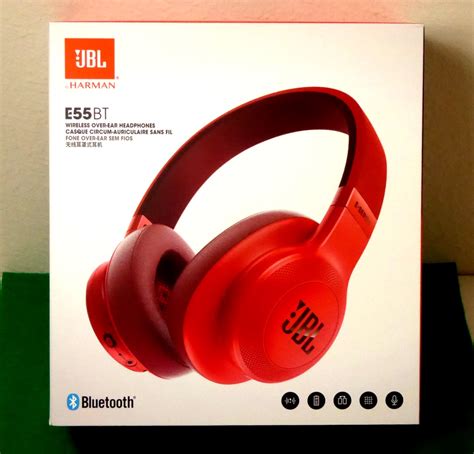 JBL
by HARMAN
E55BT
WIRELESS OVER-EAR HEADPHONES
CASQUE CIRCUM-AURICULAIRE SANS FIL
FONE OVER-EAR SEM FIOS
无线耳罩式耳机
JBL
Bluetooth®